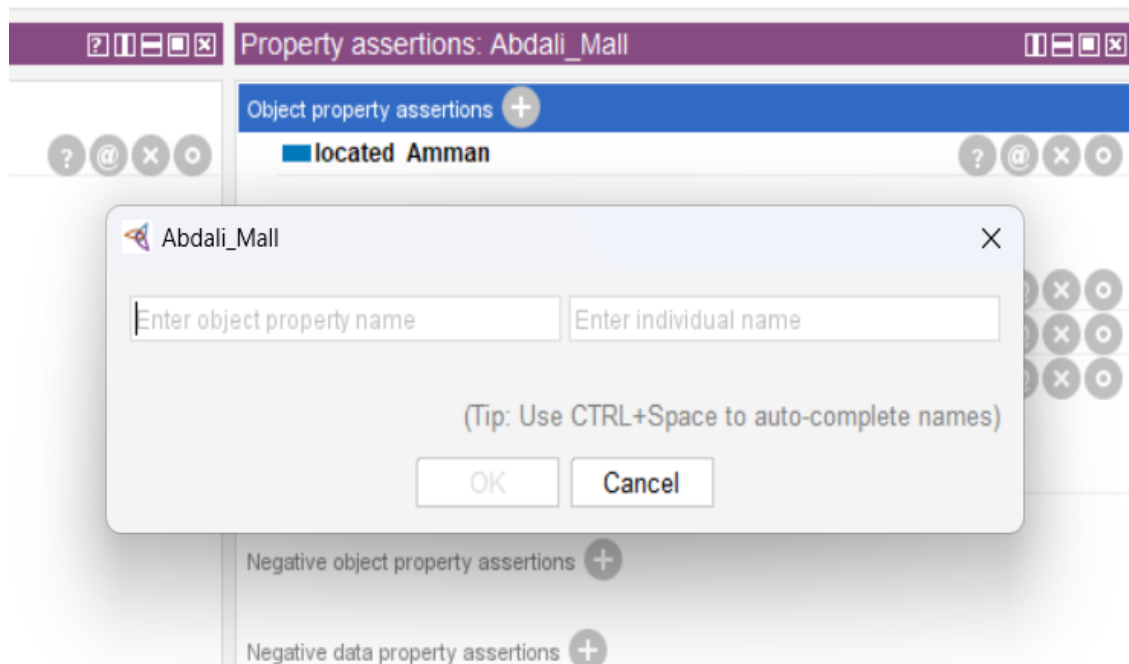 Property assertions: Abdali_Mall
Object property assertions
located Amman
Abdali_Mall
Enter object property name
Enter individual name
(Tip: Use CTRL+Space to auto-complete names)
OK
Cancel
Negative object property assertions
Negative data property assertions